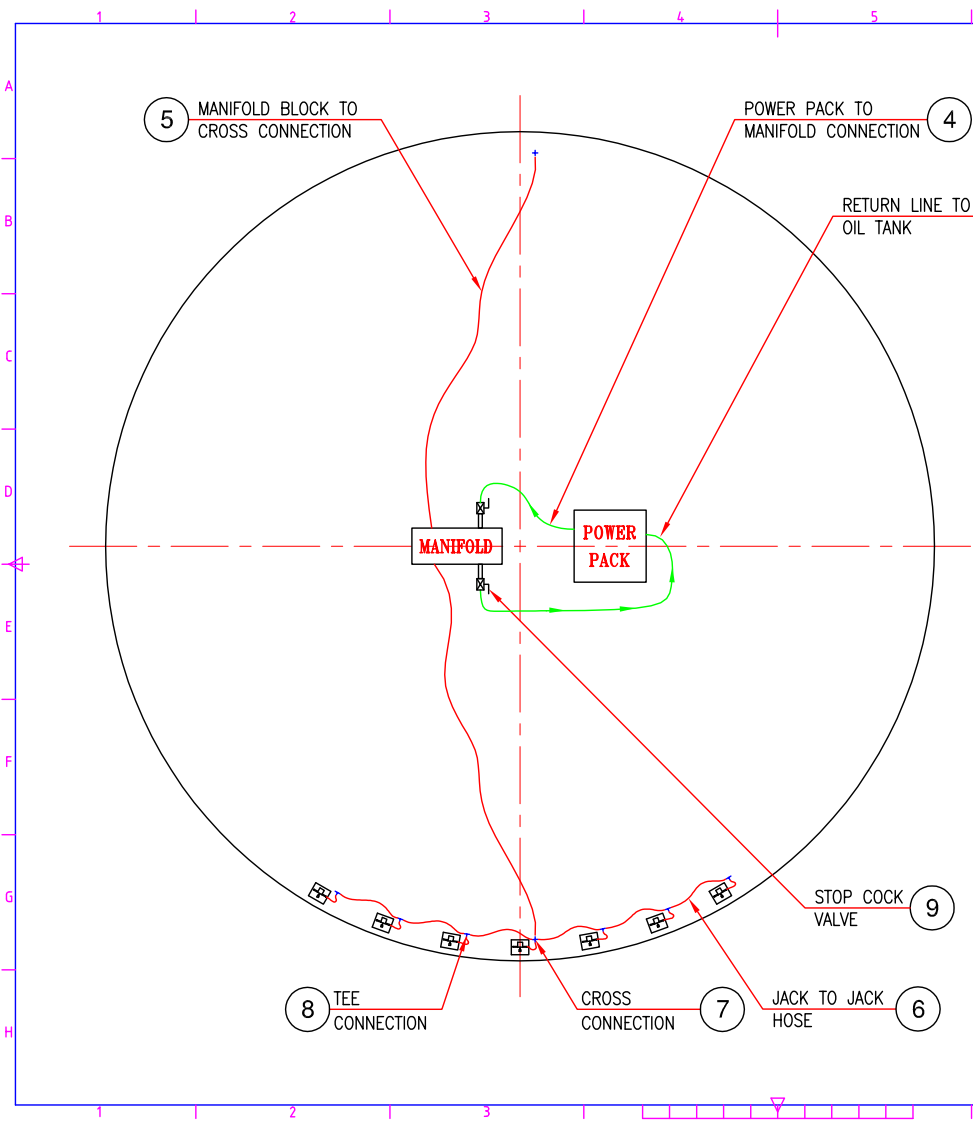 1 2 3 4 5
A
5 MANIFOLD BLOCK TO
CROSS CONNECTION
POWER PACK TO
MANIFOLD CONNECTION 4
B
RETURN LINE TO
OIL TANK
C
D
MANIFOLD
POWER
PACK
E
F
G
STOP COCK
VALVE
9
8 TEE
CONNECTION
CROSS
CONNECTION
7
JACK TO JACK
HOSE
6
H
1 2 3